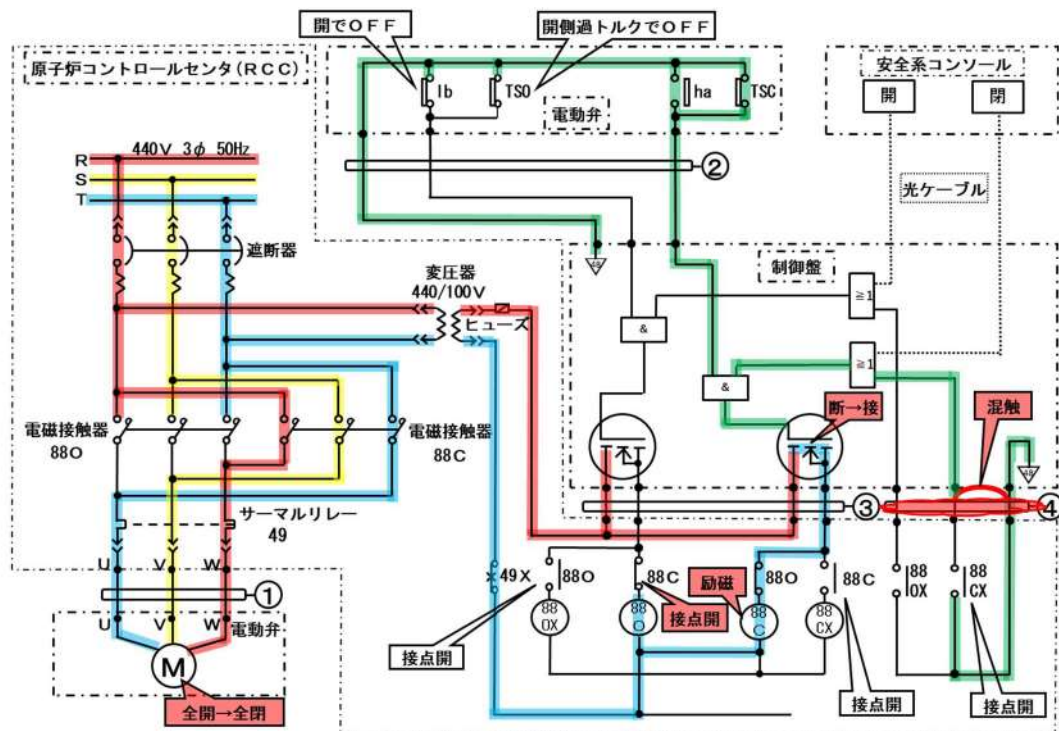 開でOFF
開側過トルクでOFF
原子炉コントロールセンタ(RCC)
安全系コンソール
開
閉
lb
TSO
ha
TSC
電動弁
②
光ケーブル
440V 3φ 50Hz
R
S
T
遮断器
変圧器
440/100V
ヒューズ
48
制御盤
≧1
&
≧1
&
断→接
混触
電磁接触器
88O
電磁接触器
88C
48
サーマルリレー
49
③
④
U
V
W
①
U
V
W
電動弁
M
全開→全閉
49X
88O
88C
88O
88C
88
OX
88
CX
励磁
88
OX
88
O
88
C
88
CX
接点開
接点開
接点開
接点開